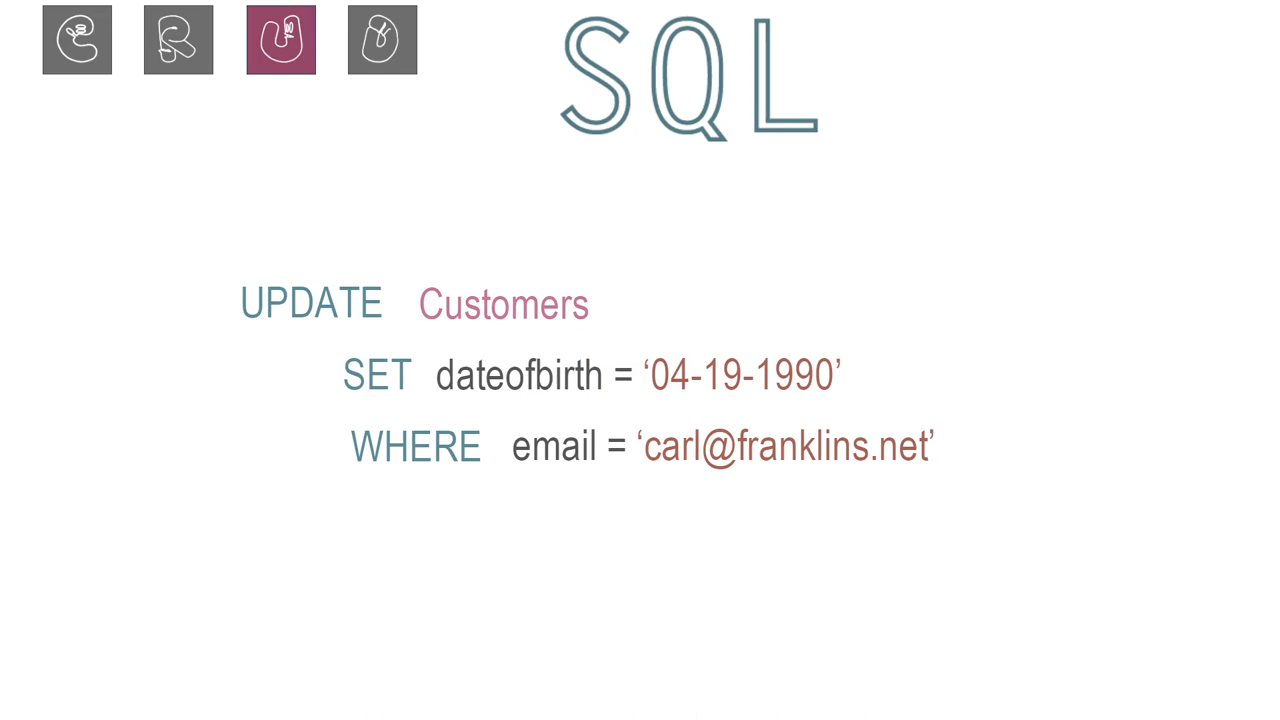 C R U D
SQL
UPDATE Customers
SET dateofbirth = ‘04-19-1990’
WHERE email = ‘carl@franklins.net’